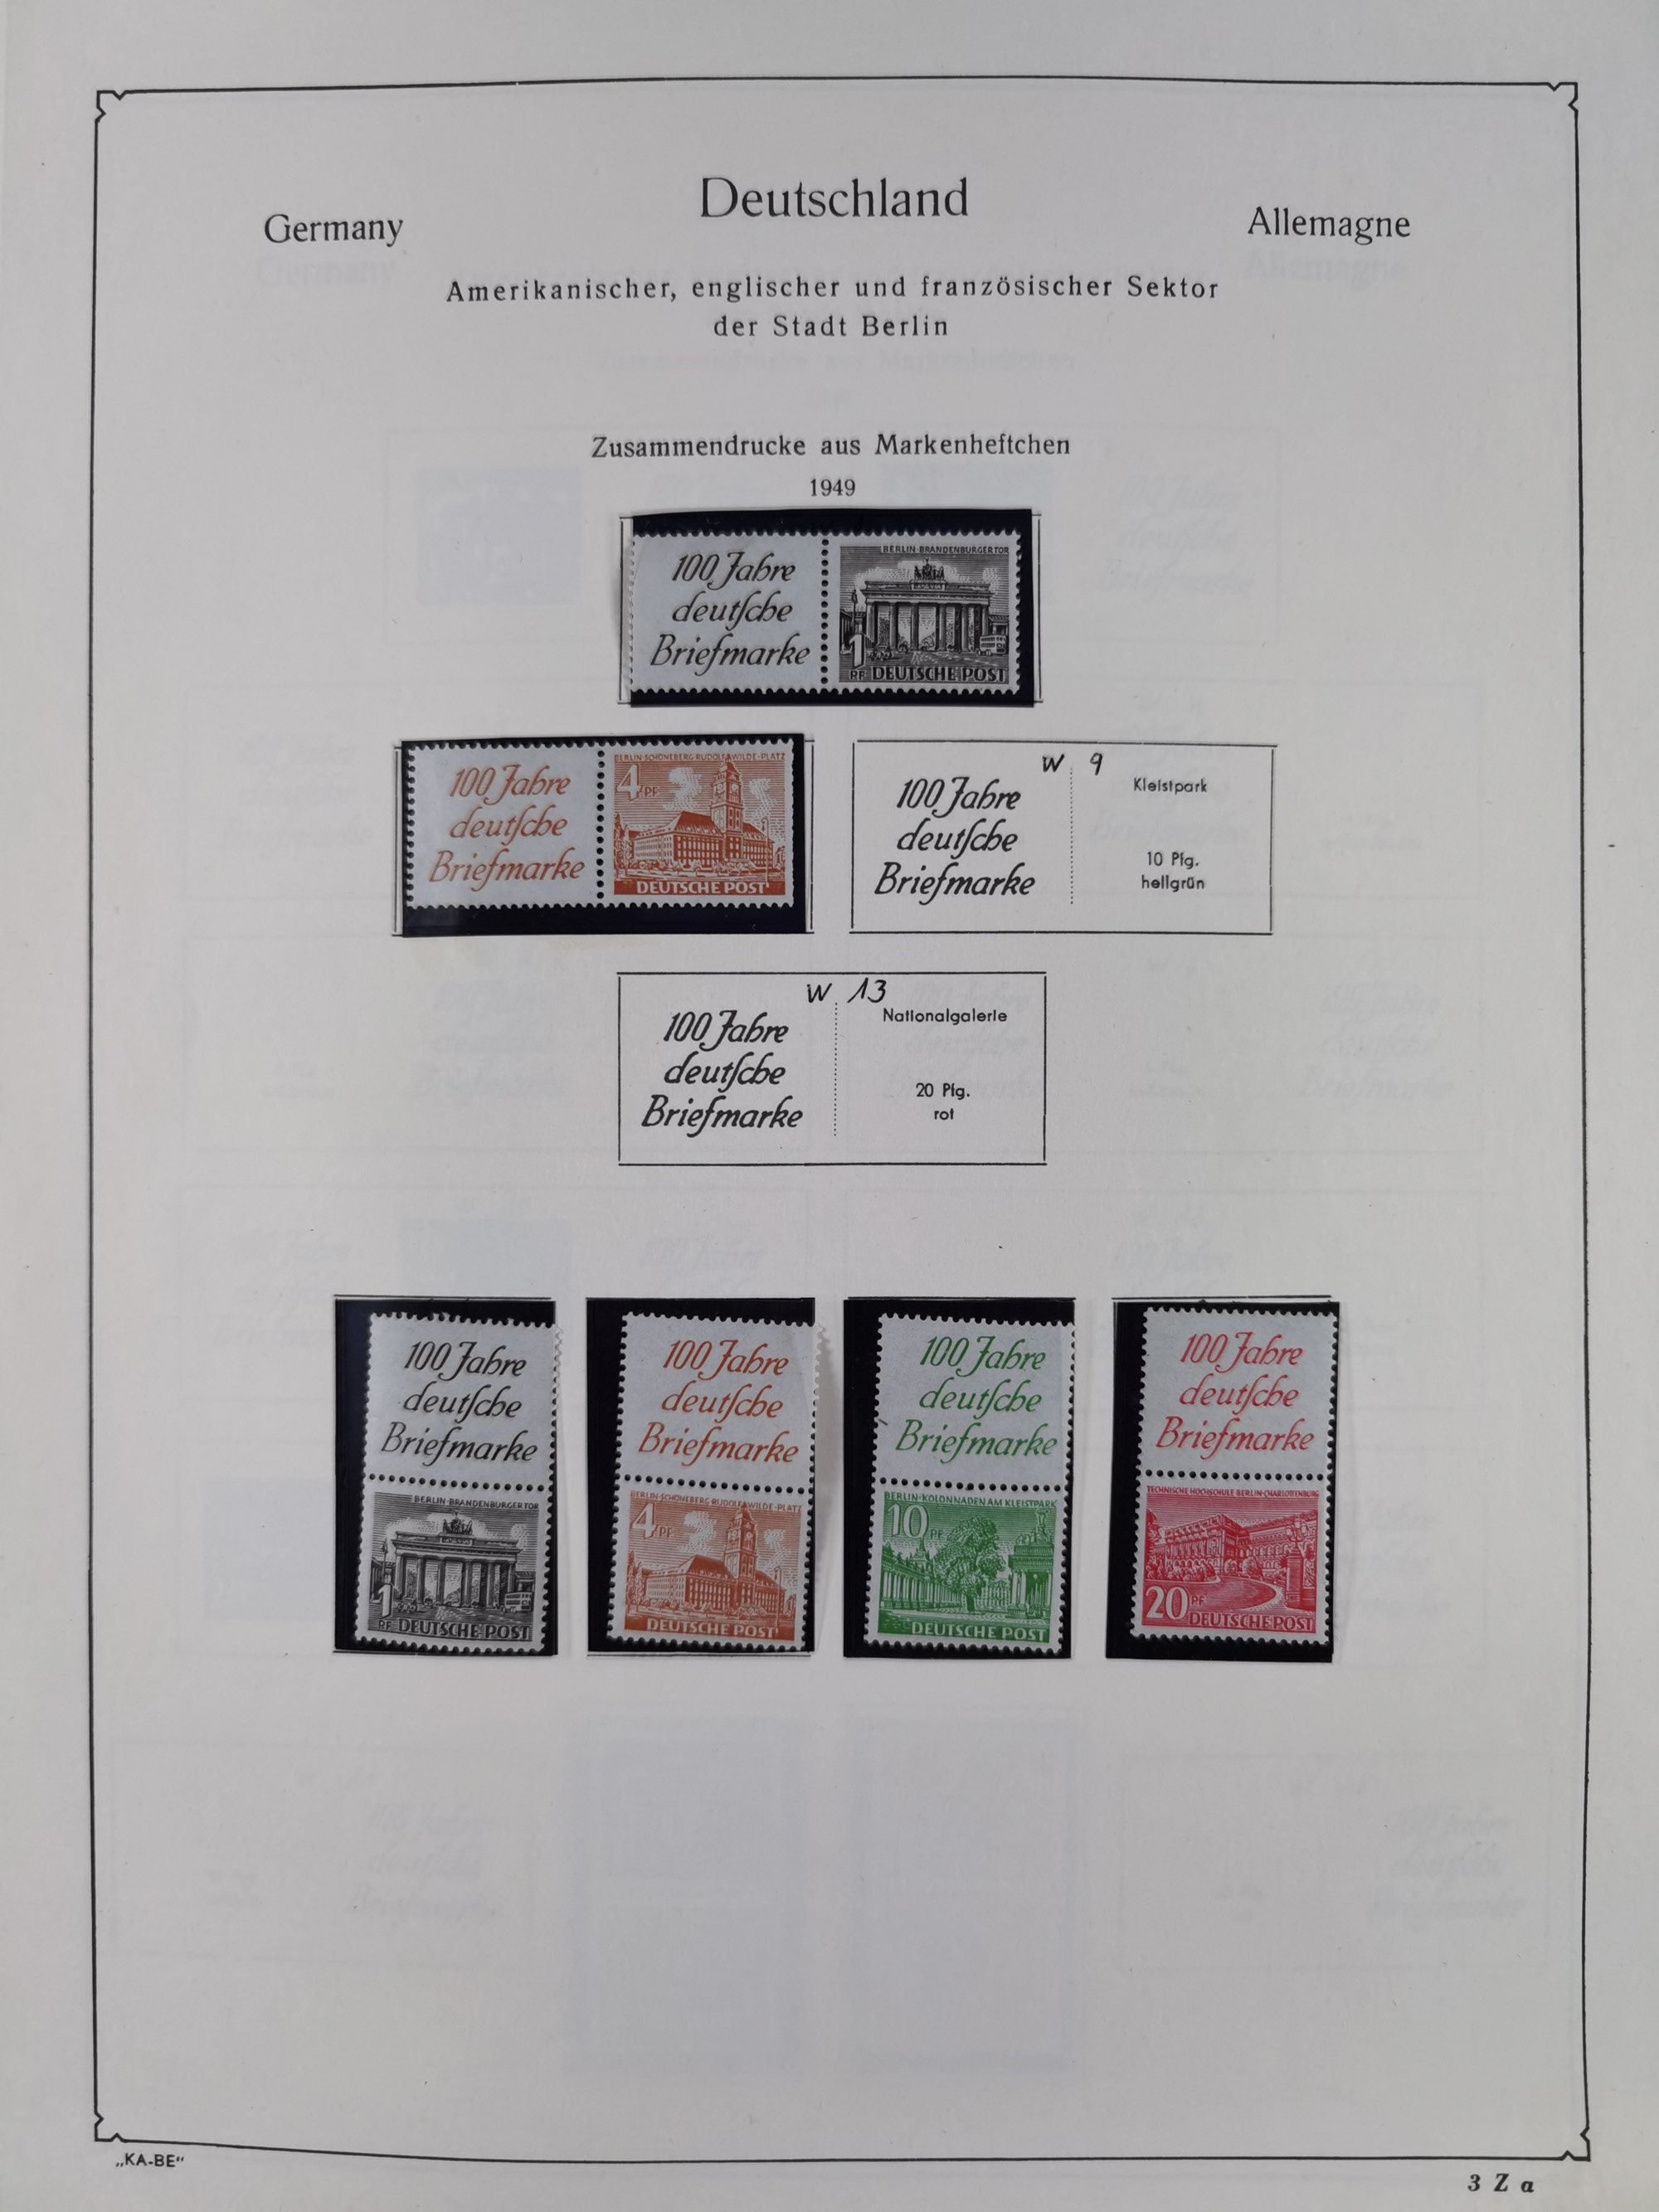 Deutschland
Germany
Allemagne
Amerikanischer, englischer und französischer Sektor
der Stadt Berlin
Zusammendrucke aus Markenheftchen
1949
100 Jahre
deutſche
Briefmarke
BERLIN-BRANDENBURGER TOR
1
PF DEUTSCHE POST
100 Jahre
deutſche
Briefmarke
BERLIN-SCHÖNEBERG·RUDOLF WILDE-PLATZ
4 PF
DEUTSCHE POST
W 9
100 Jahre
deutſche
Briefmarke
Kleistpark
10 Pfg.
hellgrün
W 13
100 Jahre
deutſche
Briefmarke
Nationalgalerie
20 Pfg.
rot
100 Jahre
deutſche
Briefmarke
BERLIN-BRANDENBURGER TOR
1
PF DEUTSCHE POST
100 Jahre
deutſche
Briefmarke
BERLIN-SCHÖNEBERG·RUDOLF WILDE-PLATZ
4 PF
DEUTSCHE POST
100 Jahre
deutſche
Briefmarke
BERLIN·KOLONNADEN AM KLEISTPARK
10 PF
DEUTSCHE POST
100 Jahre
deutſche
Briefmarke
TECHNISCHE HOCHSCHULE BERLIN-CHARLOTTENBURG
20 PF
DEUTSCHE POST
„KA-BE“
3 Z a